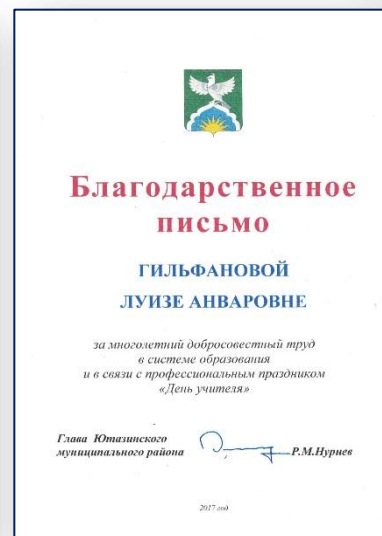 Благодарственное
письмо
ГИЛЬФАНОВОЙ
ЛУИЗЕ АНВАРОВНЕ
за многолетний добросовестный труд
в системе образования
и в связи с профессиональным праздником
«День учителя»
Глава Ютазинского
муниципального района
Р.М.Нуриев
2017 год